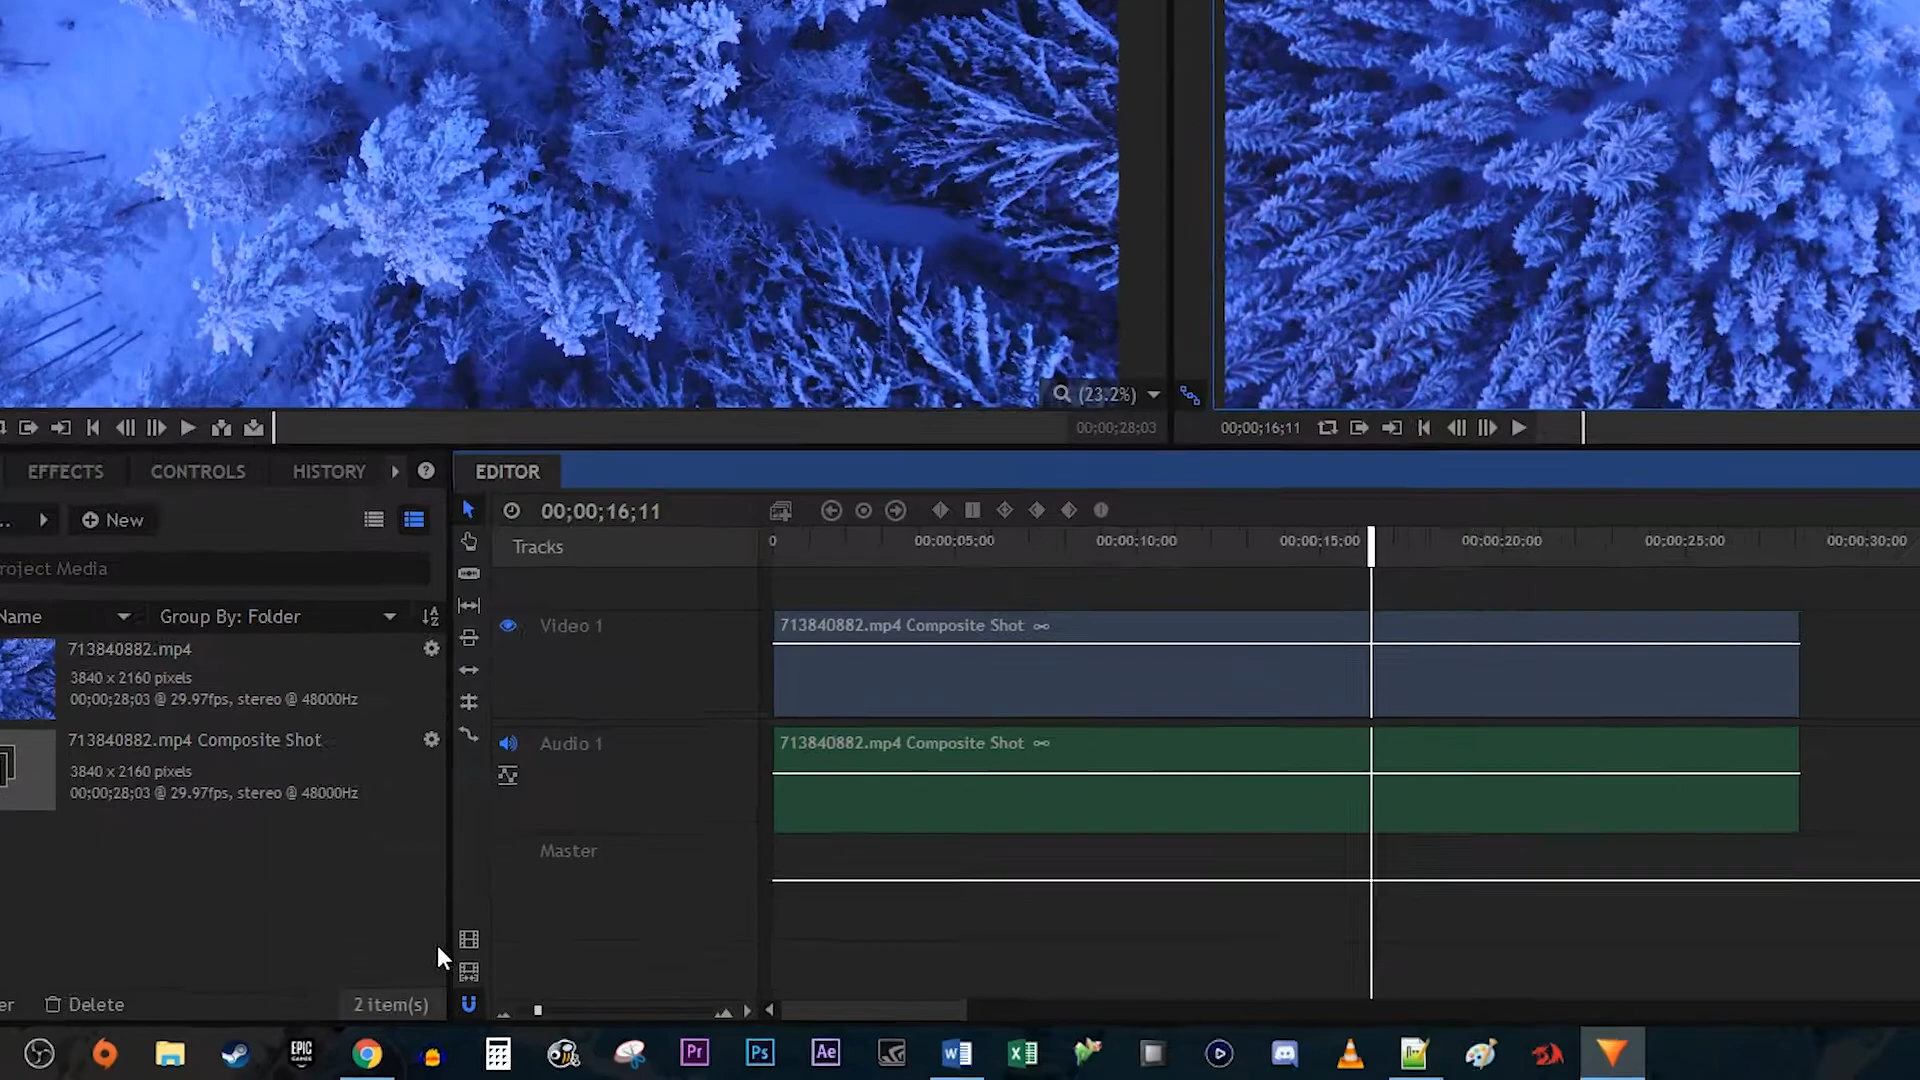 (23.2%)
00;00;28;03
00;00;16;11
EFFECTS
CONTROLS
HISTORY
EDITOR
New
00;00;16;11
Tracks
0
00;00;05;00
00;00;10;00
00;00;15;00
00;00;20;00
00;00;25;00
00;00;30;00
roject Media
Name
Group By: Folder
713840882.mp4
3840 x 2160 pixels
00;00;28;03 @ 29.97fps, stereo @ 48000Hz
713840882.mp4 Composite Shot
3840 x 2160 pixels
00;00;28;03 @ 29.97fps, stereo @ 48000Hz
Video 1
713840882.mp4 Composite Shot
Audio 1
713840882.mp4 Composite Shot
Master
er
Delete
2 item(s)
EPIC
GAMES
Pr
Ps
Ae